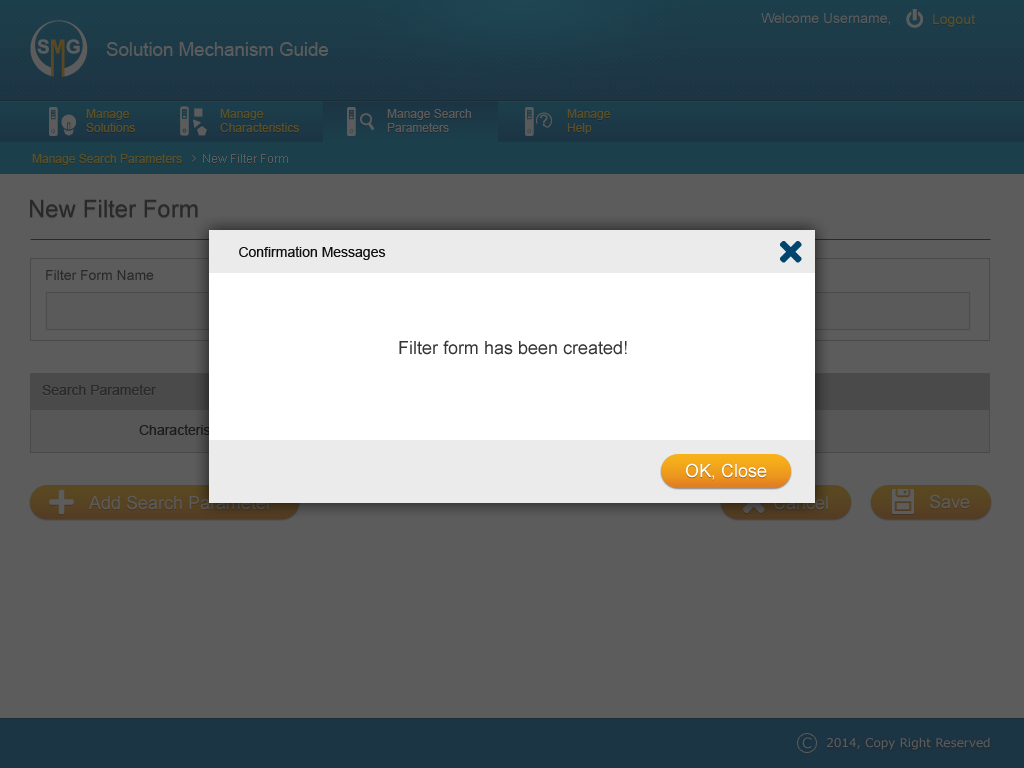 Welcome Username,
Logout
SMG
Solution Mechanism Guide
Manage
Solutions
Manage
Characteristics
Manage Search
Parameters
Manage
Help
Manage Search Parameters > New Filter Form
New Filter Form
Confirmation Messages
Filter Form Name
Filter form has been created!
Search Parameter
Characteris
OK, Close
Add Search Parameter
Cancel
Save
© 2014, Copy Right Reserved